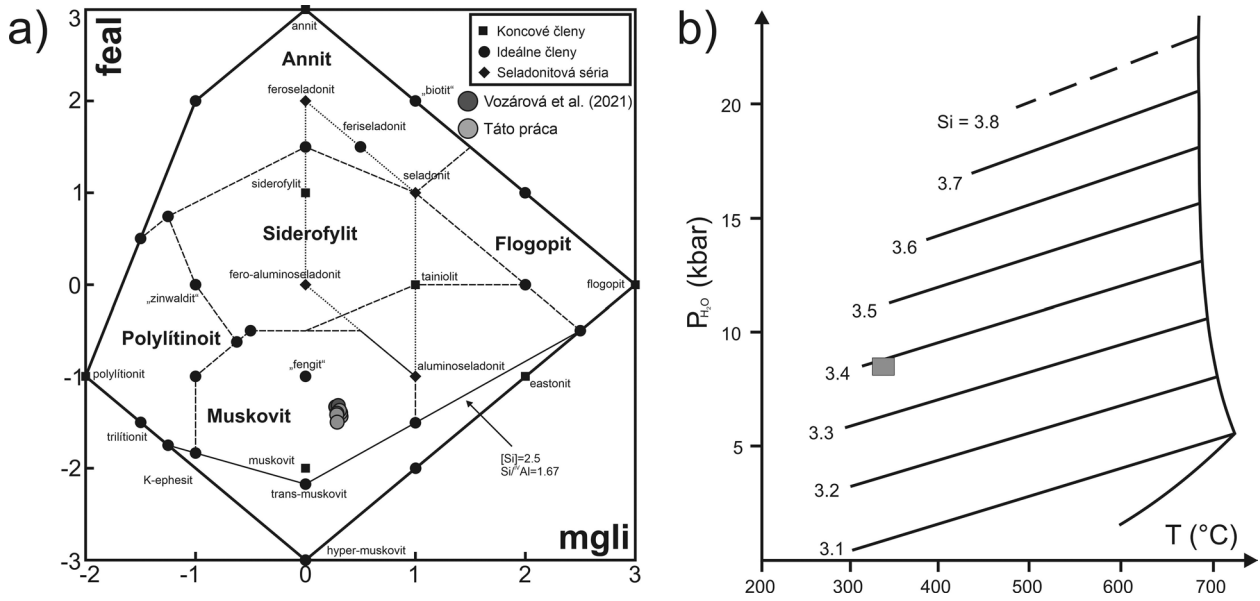 a)
feal
3
2
1
0
-1
-2
-3
-2
-1
0
1
2
3
mgli
annit
Annit
■ Koncové členy
● Ideálne členy
◆ Seladonitová séria
Vozárová et al. (2021)
Táto práca
„biotit“
feroseladonit
feriseladonit
seladonit
siderofylit
Siderofylit
Flogopit
fero-aluminoseladonit
tainiolit
flogopit
„zinwaldit“
Polylítinoit
polylítionit
„fengit“
aluminoseladonit
eastonit
Muskovit
trilítionit
muskovit
K-ephesit
trans-muskovit
[Si]=2.5
Si/ᴵⱽAl=1.67
hyper-muskovit
b)
P_H₂O (kbar)
20
15
10
5
Si = 3.8
3.7
3.6
3.5
3.4
3.3
3.2
3.1
T (°C)
200
300
400
500
600
700